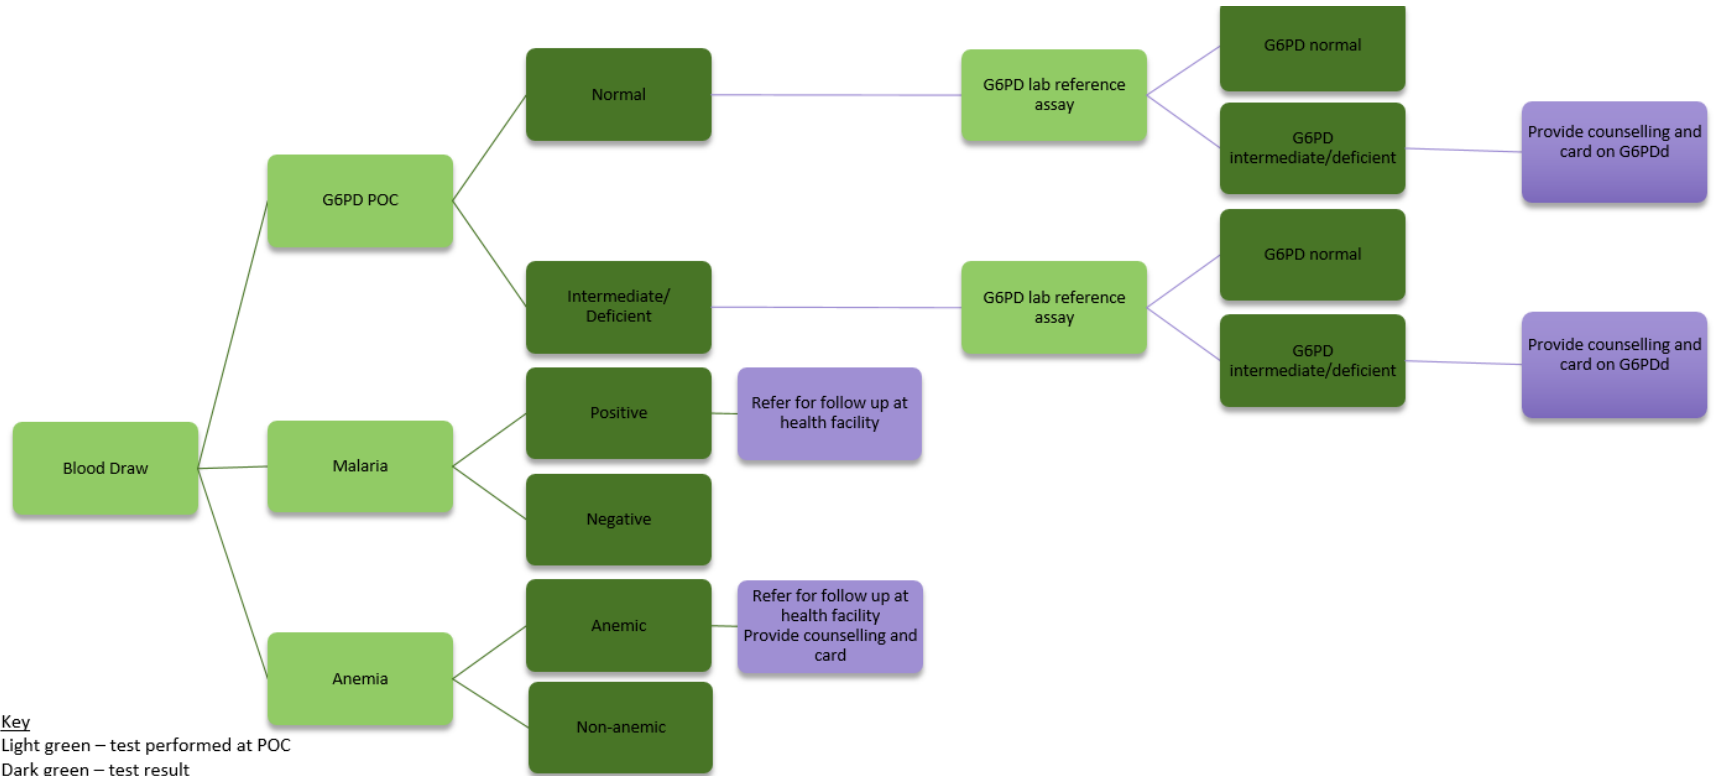 G6PD normal
Normal
G6PD lab reference
assay
G6PD
intermediate/deficient
Provide counselling and
card on G6PDd
G6PD POC
G6PD normal
Intermediate/
Deficient
G6PD lab reference
assay
G6PD
intermediate/deficient
Provide counselling and
card on G6PDd
Positive
Refer for follow up at
health facility
Blood Draw
Malaria
Negative
Anemic
Refer for follow up at
health facility
Provide counselling and
card
Anemia
Non-anemic
Key
Light green – test performed at POC
Dark green – test result